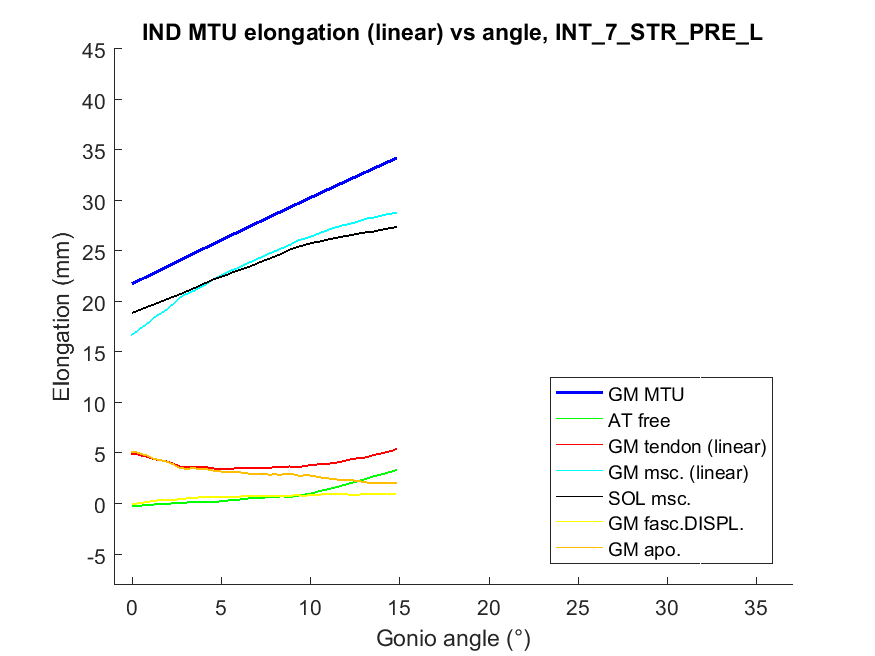 IND MTU elongation (linear) vs angle, INT_7_STR_PRE_L
45
40
35
30
25
20
15
10
5
0
-5
Elongation (mm)
0 5 10 15 20 25 30 35
Gonio angle (°)
GM MTU
AT free
GM tendon (linear)
GM msc. (linear)
SOL msc.
GM fasc.DISPL.
GM apo.